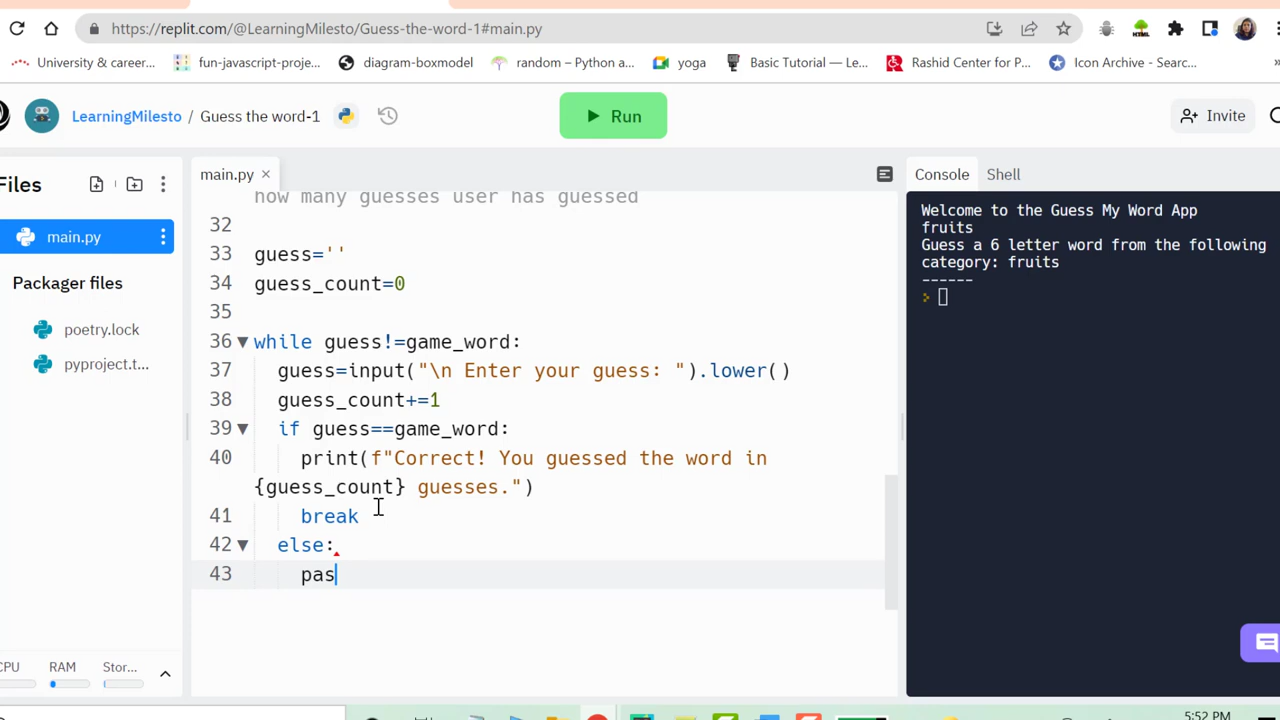 https://replit.com/@LearningMilesto/Guess-the-word-1#main.py
University & career... fun-javascript-proje... diagram-boxmodel random – Python a... yoga Basic Tutorial — Le... Rashid Center for P... Icon Archive - Searc... »
LearningMilesto / Guess the word-1 Run Invite
Files main.py × Console Shell
main.py
Packager files
poetry.lock
pyproject.t...
how many guesses user has guessed
32
33 guess=''
34 guess_count=0
35
36 while guess!=game_word:
37 guess=input("\n Enter your guess: ").lower()
38 guess_count+=1
39 if guess==game_word:
40 print(f"Correct! You guessed the word in
{guess_count} guesses.")
41 break
42 else:
43 pas
Welcome to the Guess My Word App
fruits
Guess a 6 letter word from the following
category: fruits
------
CPU RAM Stor...
5:52 PM